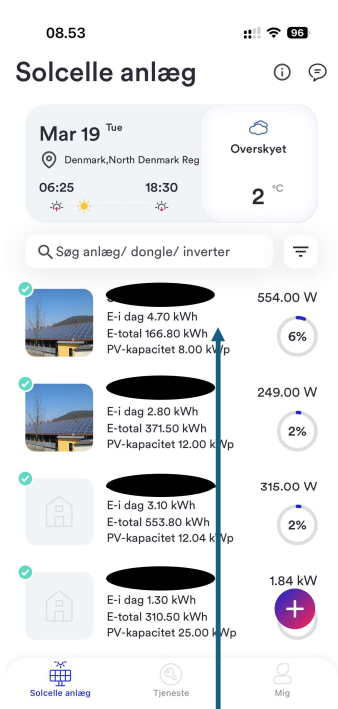 08.53
96
Solcelle anlæg
Mar 19 Tue
Denmark,North Denmark Reg
06:25
18:30
Overskyet
2 °C
Søg anlæg/ dongle/ inverter
554.00 W
E-i dag 4.70 kWh
E-total 166.80 kWh
PV-kapacitet 8.00 kWp
6%
249.00 W
E-i dag 2.80 kWh
E-total 371.50 kWh
PV-kapacitet 12.00 kWp
2%
315.00 W
E-i dag 3.10 kWh
E-total 553.80 kWh
PV-kapacitet 12.04 kWp
2%
1.84 kW
E-i dag 1.30 kWh
E-total 310.50 kWh
PV-kapacitet 25.00 kWp
Solcelle anlæg
Tjeneste
Mig